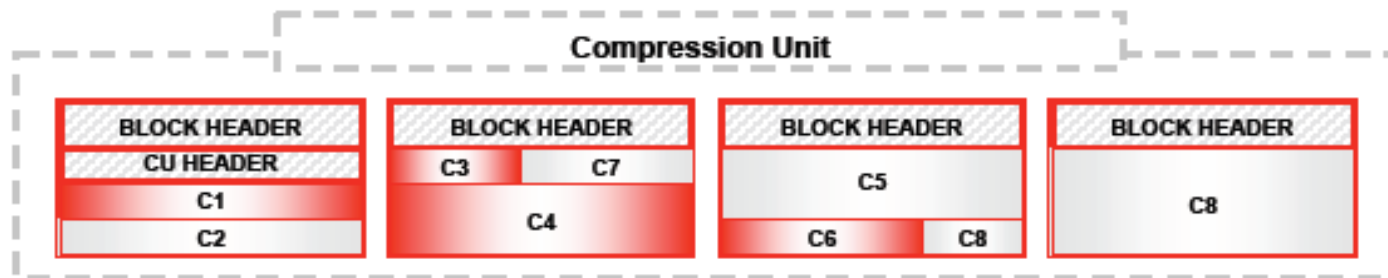 Compression Unit
BLOCK HEADER
CU HEADER
C1
C2
BLOCK HEADER
C3 C7
C4
BLOCK HEADER
C5
C6 C8
BLOCK HEADER
C8